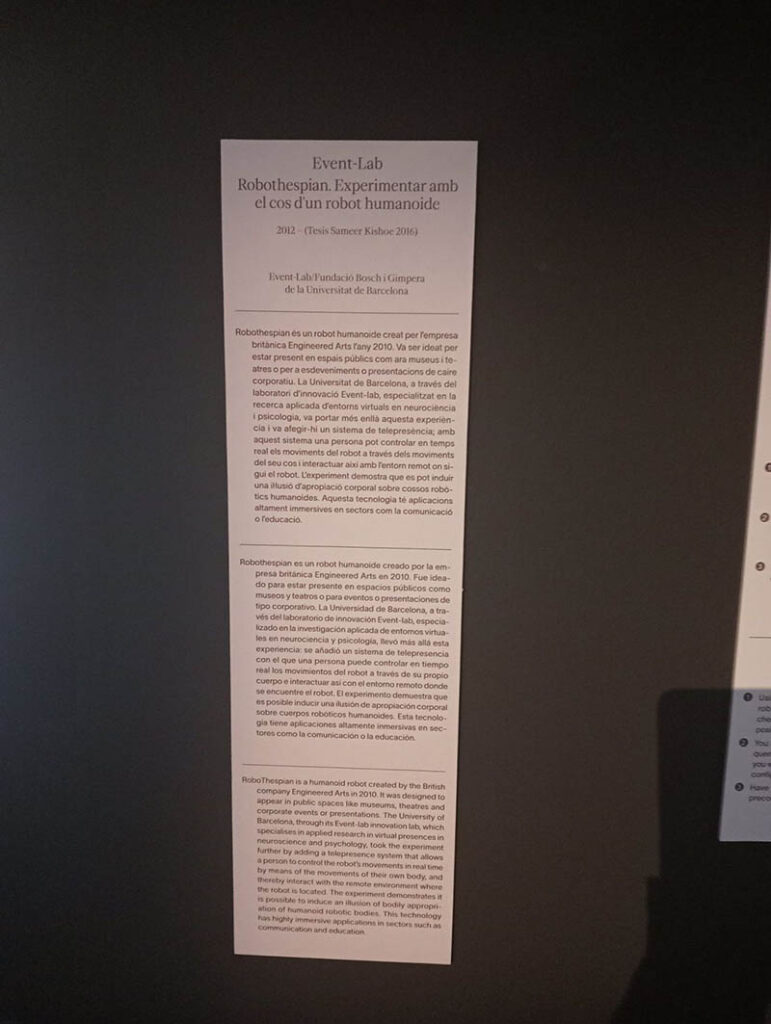 Event-Lab
Robothespian. Experimentar amb
el cos d'un robot humanoide
2012 – (Tesis Sameer Kishoe 2016)
Event-Lab/Fundació Bosch i Gimpera
de la Universitat de Barcelona
Robothespian és un robot humanoide creat per l'empresa
britànica Engineered Arts l'any 2010. Va ser ideat per
estar present en espais públics com ara museus i te-
atres o per a esdeveniments o presentacions de caire
corporatiu. La Universitat de Barcelona, a través del
laboratori d'innovació Event-lab, especialitzat en la
recerca aplicada d'entorns virtuals en neurociència
i psicologia, va portar més enllà aquesta experièn-
cia i va afegir-hi un sistema de telepresència; amb
aquest sistema una persona pot controlar en temps
real els moviments del robot a través dels moviments
del seu cos i interactuar així amb l'entorn remot on si-
gui el robot. L'experiment demostra que es pot induir
una il·lusió d'apropiació corporal sobre cossos robò-
tics humanoides. Aquesta tecnologia té aplicacions
altament immersives en sectors com la comunicació
o l'educació.
Robothespian es un robot humanoide creado por la em-
presa británica Engineered Arts en 2010. Fue idea-
do para estar presente en espacios públicos como
museos y teatros o para eventos o presentaciones de
tipo corporativo. La Universidad de Barcelona, a tra-
vés del laboratorio de innovación Event-lab, especia-
lizado en la investigación aplicada de entornos virtua-
les en neurociencia y psicología, llevó más allá esta
experiencia: se añadió un sistema de telepresencia
con el que una persona puede controlar en tiempo
real los movimientos del robot a través de su propio
cuerpo e interactuar así con el entorno remoto donde
se encuentre el robot. El experimento demuestra que
es posible inducir una ilusión de apropiación corporal
sobre cuerpos robóticos humanoides. Esta tecnolo-
gía tiene aplicaciones altamente inmersivas en sec-
tores como la comunicación o la educación.
RoboThespian is a humanoid robot created by the British
company Engineered Arts in 2010. It was designed to
appear in public spaces like museums, theatres and
corporate events or presentations. The University of
Barcelona, through its Event-lab innovation lab, which
specialises in applied research in virtual presences in
neuroscience and psychology, took the experiment
further by adding a telepresence system that allows
a person to control the robot's movements in real time
by means of the movements of their own body, and
thereby interact with the remote environment where
the robot is located. The experiment demonstrates it
is possible to induce an illusion of bodily appropri-
ation of humanoid robotic bodies. This technology
has highly immersive applications in sectors such as
communication and education.
1
2
3
1 Usi
rob
che
posi
2 You
ques
you
3 Have
preco